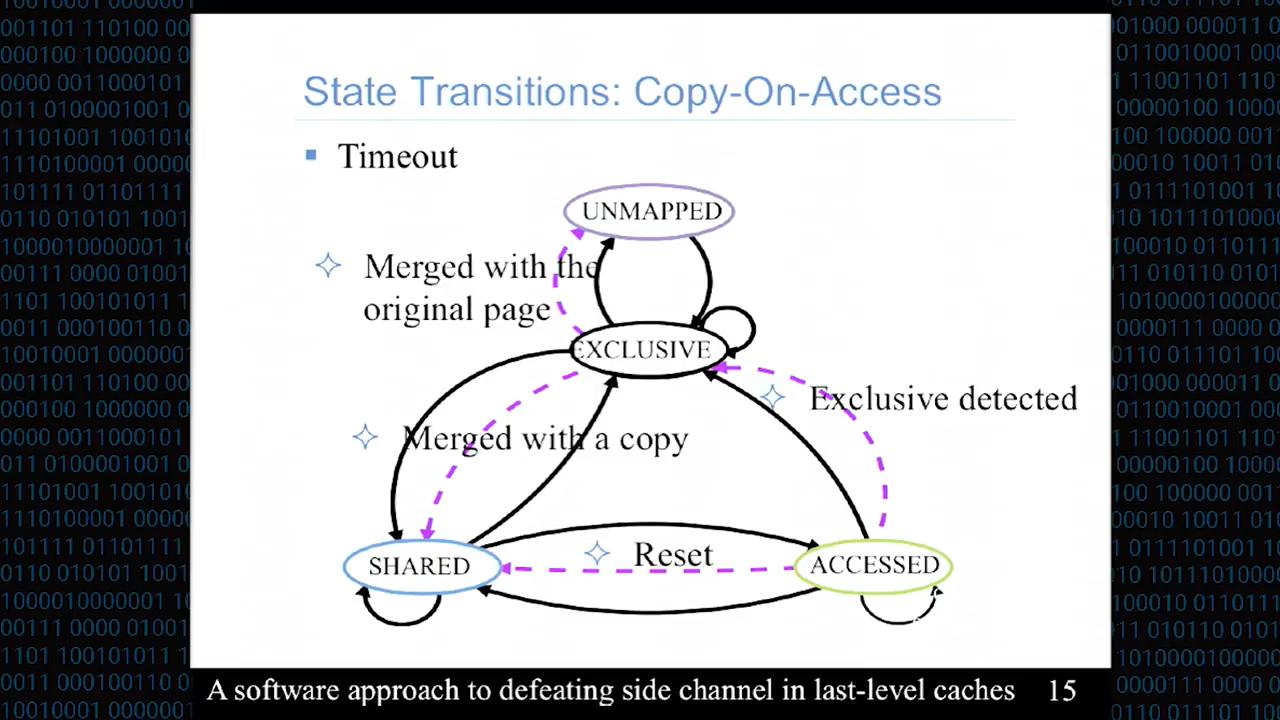 State Transitions: Copy-On-Access
Timeout
UNMAPPED
Merged with the
original page
EXCLUSIVE
Exclusive detected
Merged with a copy
Reset
SHARED
ACCESSED
A software approach to defeating side channel in last-level caches 15